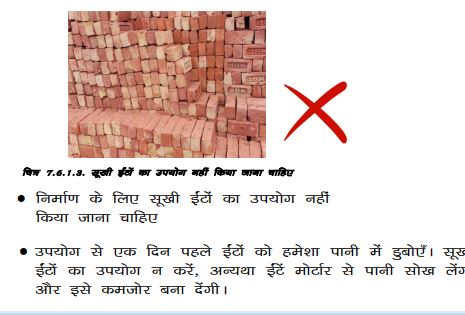 चित्र 7.6.1.3. सूखी ईंटों का उपयोग नहीं किया जाना चाहिए
● निर्माण के लिए सूखी ईंटों का उपयोग नहीं
किया जाना चाहिए
● उपयोग से एक दिन पहले ईंटों को हमेशा पानी में डुबोएँ।
ईंटों का उपयोग न करें, अन्यथा ईंटें मोर्टार से पानी सोख
और इसे कमजोर बना देंगी।